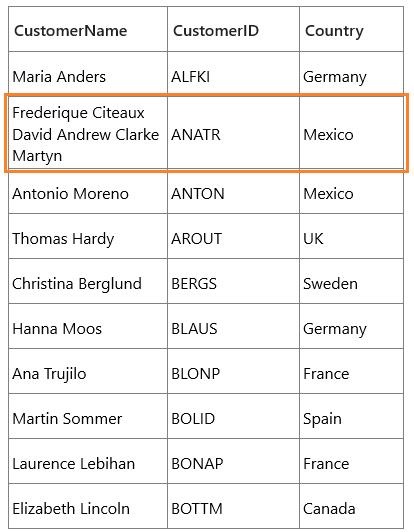 CustomerName CustomerID Country
Maria Anders ALFKI Germany
Frederique Citeaux
David Andrew Clarke ANATR Mexico
Martyn
Antonio Moreno ANTON Mexico
Thomas Hardy AROUT UK
Christina Berglund BERGS Sweden
Hanna Moos BLAUS Germany
Ana Trujilo BLONP France
Martin Sommer BOLID Spain
Laurence Lebihan BONAP France
Elizabeth Lincoln BOTTM Canada